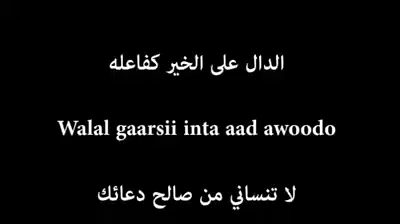 الدال على الخير كفاعله
Walal gaarsii inta aad awoodo
لا تنساني من صالح دعائك